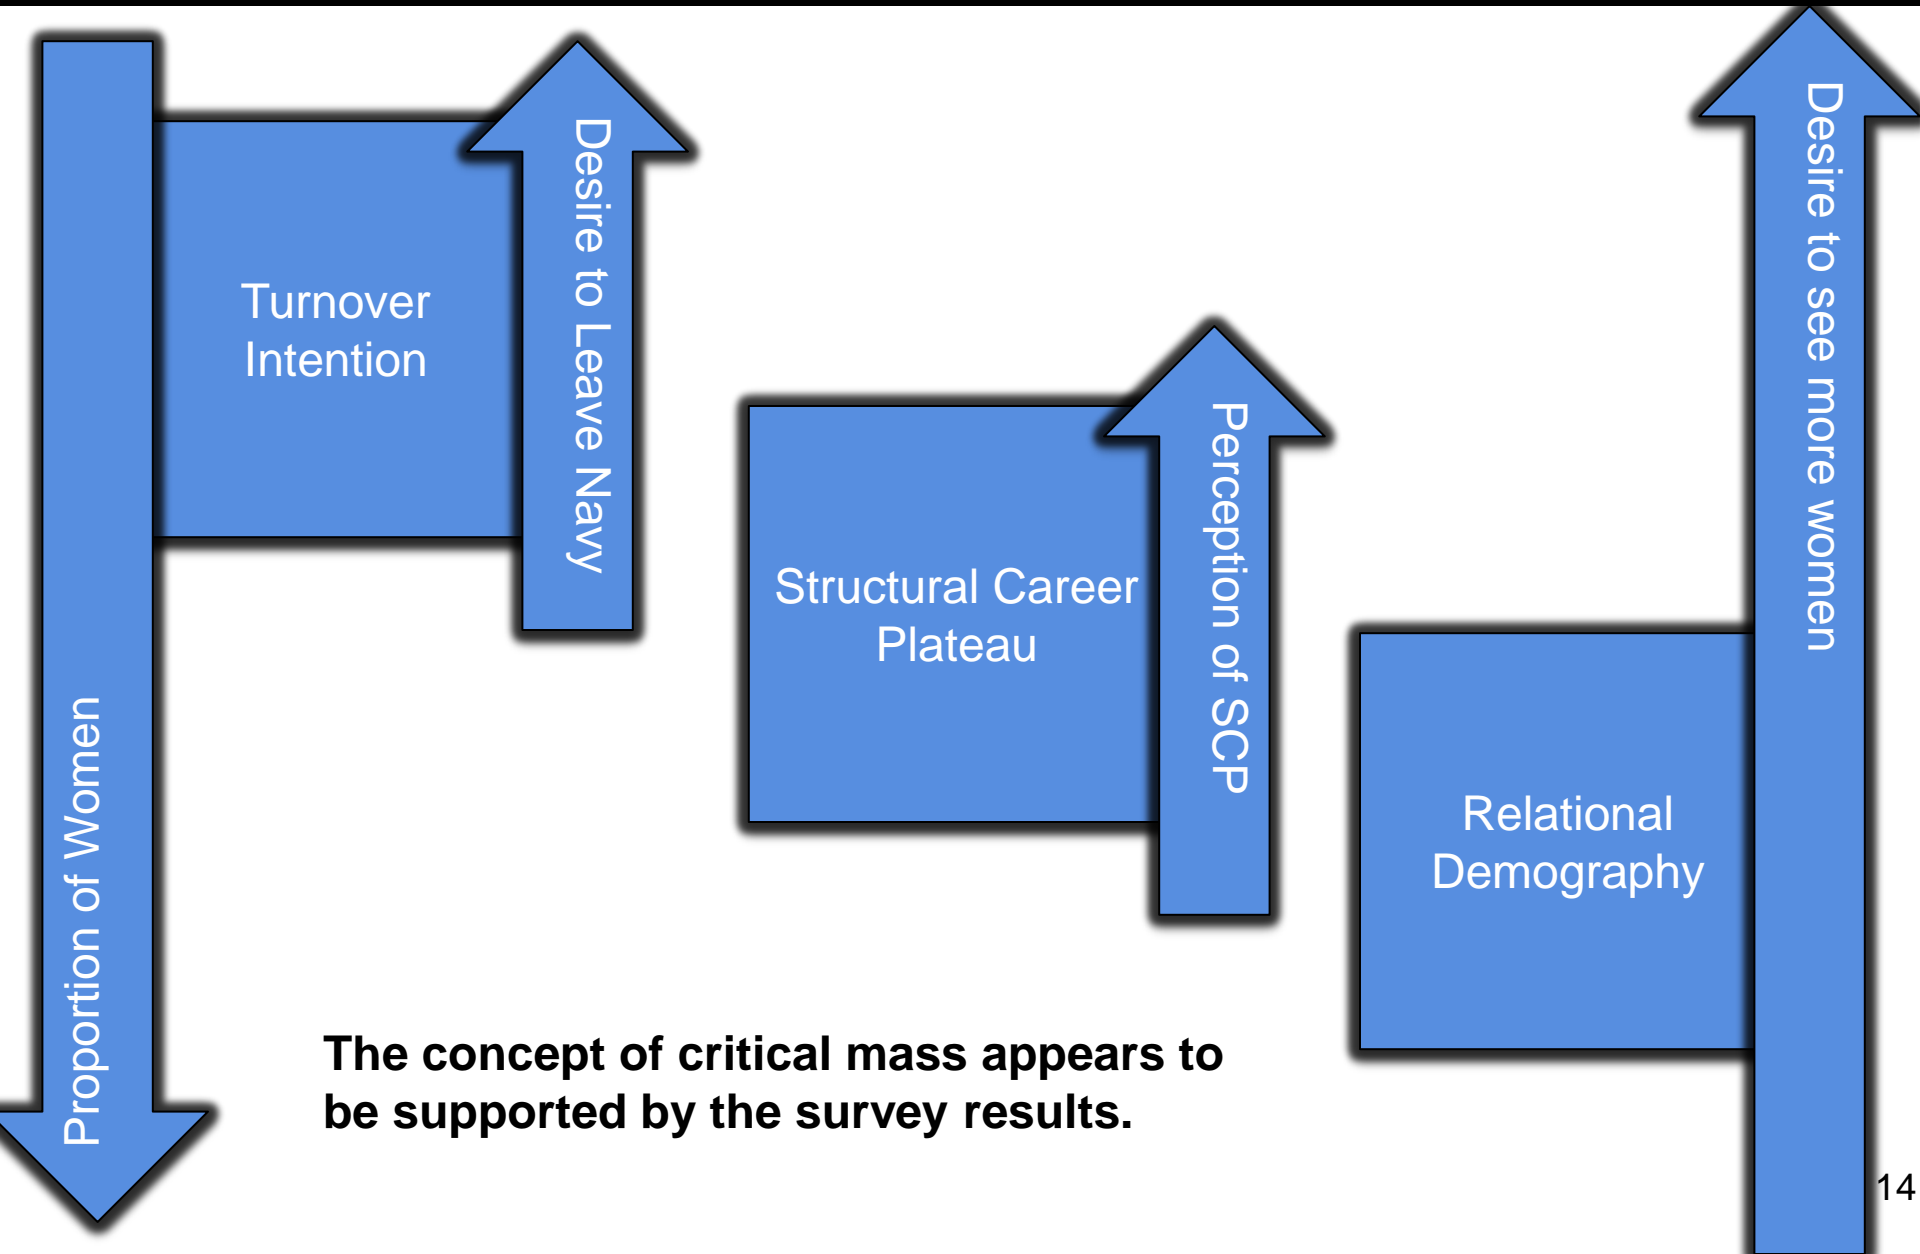 Proportion of Women
Turnover
Intention
Desire to Leave Navy
Structural Career
Plateau
Perception of SCP
Relational
Demography
Desire to see more women
The concept of critical mass appears to
be supported by the survey results.
14